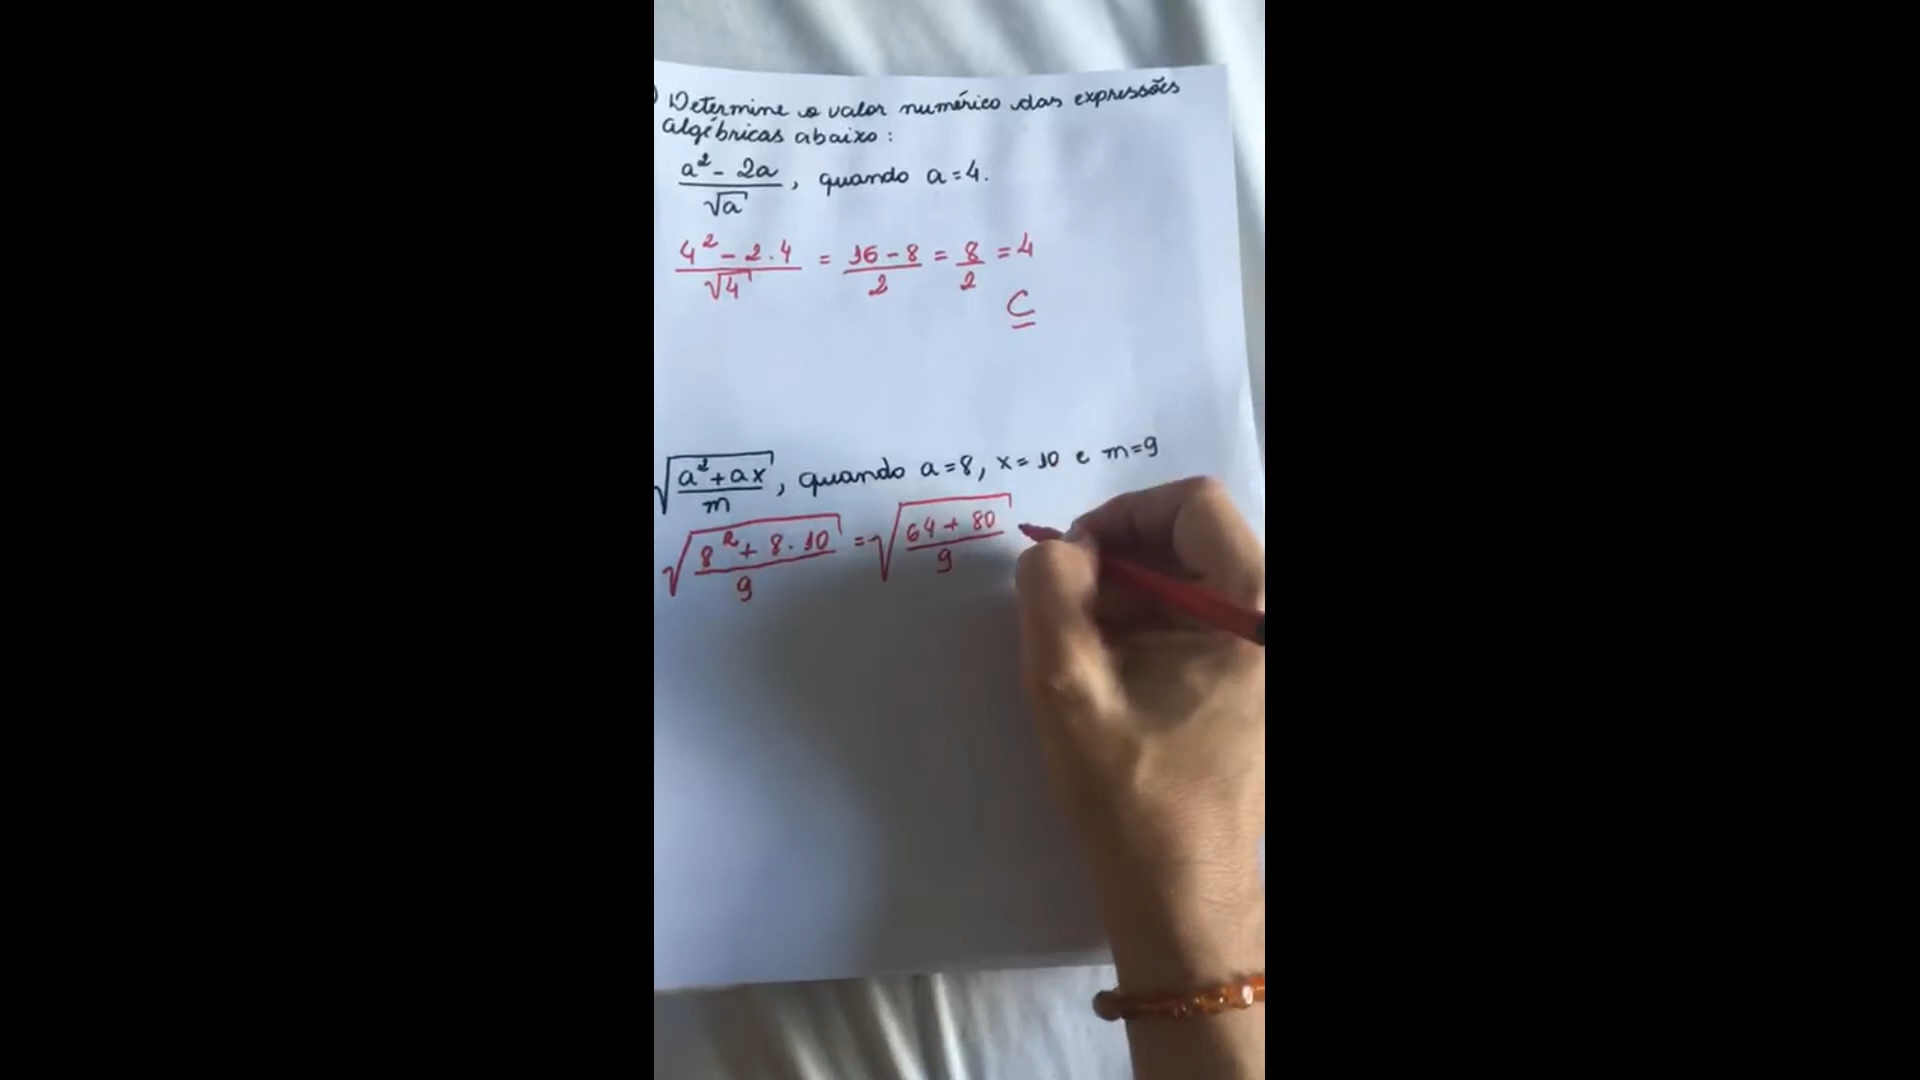 ) Determine o valor numérico das expressões
algébricas abaixo:
a² - 2a / √a , quando a = 4.
4² - 2 . 4 / √4 = 16 - 8 / 2 = 8 / 2 = 4
C
√(a² + ax / m) , quando a = 8, x = 10 e m = 9
√(8² + 8 . 10 / 9) = √(64 + 80 / 9)